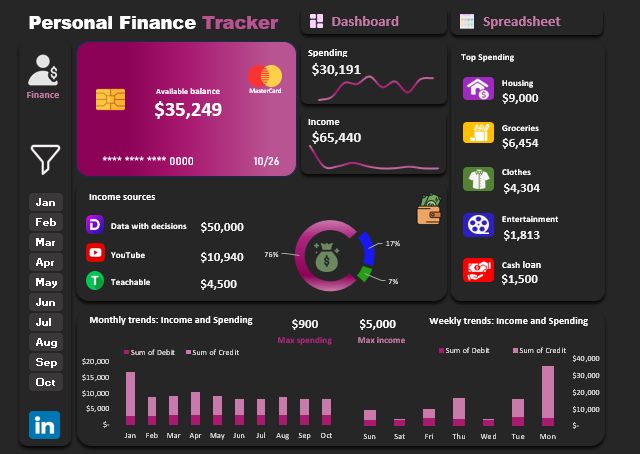 Personal Finance Tracker
Dashboard
Spreadsheet
Finance
Jan
Feb
Mar
Apr
May
Jun
Jul
Aug
Sep
Oct
in
Available balance
$35,249
MasterCard
**** **** **** 0000
10/26
Spending
$30,191
Income
$65,440
Top Spending
Housing
$9,000
Groceries
$6,454
Clothes
$4,304
Entertainment
$1,813
Cash loan
$1,500
Income sources
D
Data with decisions
$50,000
YouTube
$10,940
T
Teachable
$4,500
76%
17%
7%
Monthly trends: Income and Spending
$900
Max spending
$5,000
Max income
Sum of Debit
Sum of Credit
$20,000
$15,000
$10,000
$5,000
$-
Jan Feb Mar Apr May Jun Jul Aug Sep Oct
Weekly trends: Income and Spending
Sum of Debit
Sum of Credit
$40,000
$30,000
$20,000
$10,000
$-
Sun Sat Fri Thu Wed Tue Mon